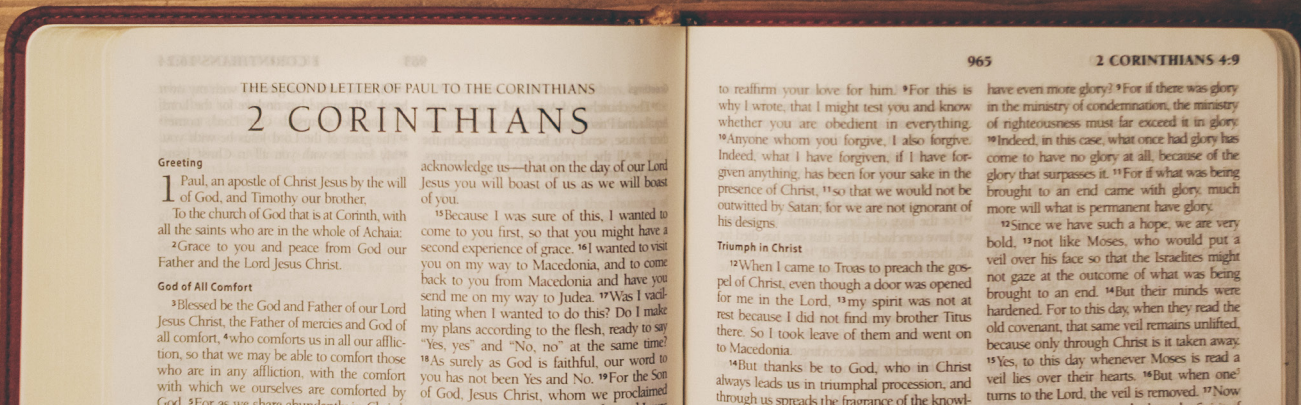 THE SECOND LETTER OF PAUL TO THE CORINTHIANS
2 CORINTHIANS
Greeting
1 Paul, an apostle of Christ Jesus by the will
of God, and Timothy our brother,
To the church of God that is at Corinth, with
all the saints who are in the whole of Achaia:
2Grace to you and peace from God our
Father and the Lord Jesus Christ.
God of All Comfort
3Blessed be the God and Father of our Lord
Jesus Christ, the Father of mercies and God of
all comfort, 4who comforts us in all our afflic-
tion, so that we may be able to comfort those
who are in any affliction, with the comfort
with which we ourselves are comforted by
God. 5For as we share abundantly in
acknowledge us—that on the day of our Lord
Jesus you will boast of us as we will boast
of you.
15Because I was sure of this, I wanted to
come to you first, so that you might have a
second experience of grace. 16I wanted to visit
you on my way to Macedonia, and to come
back to you from Macedonia and have you
send me on my way to Judea. 17Was I vacil-
lating when I wanted to do this? Do I make
my plans according to the flesh, ready to say
"Yes, yes" and "No, no" at the same time?
18As surely as God is faithful, our word to
you has not been Yes and No. 19For the Son
of God, Jesus Christ, whom we proclaimed
965
2 CORINTHIANS 4:9
to reaffirm your love for him. 9For this is
why I wrote, that I might test you and know
whether you are obedient in everything.
10Anyone whom you forgive, I also forgive.
Indeed, what I have forgiven, if I have for-
given anything, has been for your sake in the
presence of Christ, 11so that we would not be
outwitted by Satan; for we are not ignorant of
his designs.
Triumph in Christ
12When I came to Troas to preach the gos-
pel of Christ, even though a door was opened
for me in the Lord, 13my spirit was not at
rest because I did not find my brother Titus
there. So I took leave of them and went on
to Macedonia.
14But thanks be to God, who in Christ
always leads us in triumphal procession, and
through us spreads the fragrance of the knowl-
have even more glory? 9For if there was glory
in the ministry of condemnation, the ministry
of righteousness must far exceed it in glory.
10Indeed, in this case, what once had glory has
come to have no glory at all, because of the
glory that surpasses it. 11For if what was being
brought to an end came with glory, much
more will what is permanent have glory.
12Since we have such a hope, we are very
bold, 13not like Moses, who would put a
veil over his face so that the Israelites might
not gaze at the outcome of what was being
brought to an end. 14But their minds were
hardened. For to this day, when they read the
old covenant, that same veil remains unlifted,
because only through Christ is it taken away.
15Yes, to this day whenever Moses is read a
veil lies over their hearts. 16But when one
turns to the Lord, the veil is removed. 17Now